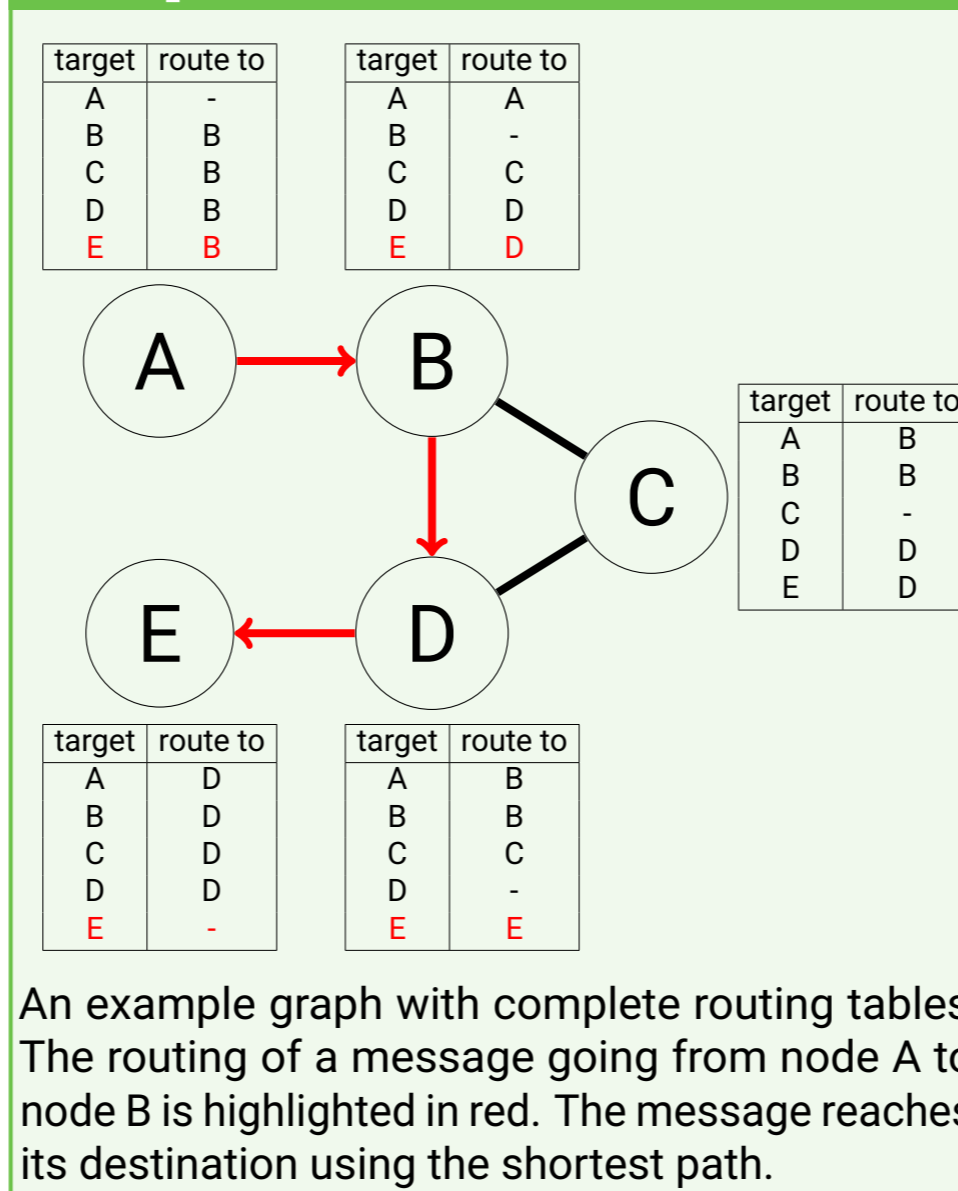 target route to target route to
A - A A
B B B -
C B C C
D B D D
E B E D
A B
target route to
A B
B B
C -
D D
E D
C
E D
target route to target route to
A D A B
B D B B
C D C C
D D D -
E - E E
An example graph with complete routing tables
The routing of a message going from node A to
node B is highlighted in red. The message reaches
its destination using the shortest path.